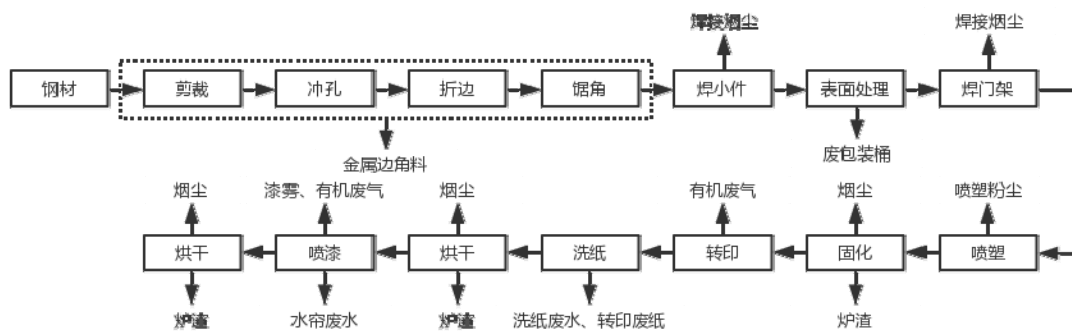 焊接烟尘 焊接烟尘
钢材 剪裁 冲孔 折边 锯角 焊小件 表面处理 焊门架
金属边角料 废包装桶
烟尘 漆雾、有机废气 烟尘 有机废气 烟尘 喷塑粉尘
烘干 喷漆 烘干 洗纸 转印 固化 喷塑
炉渣 水帘废水 炉渣 洗纸废水、转印废纸 炉渣